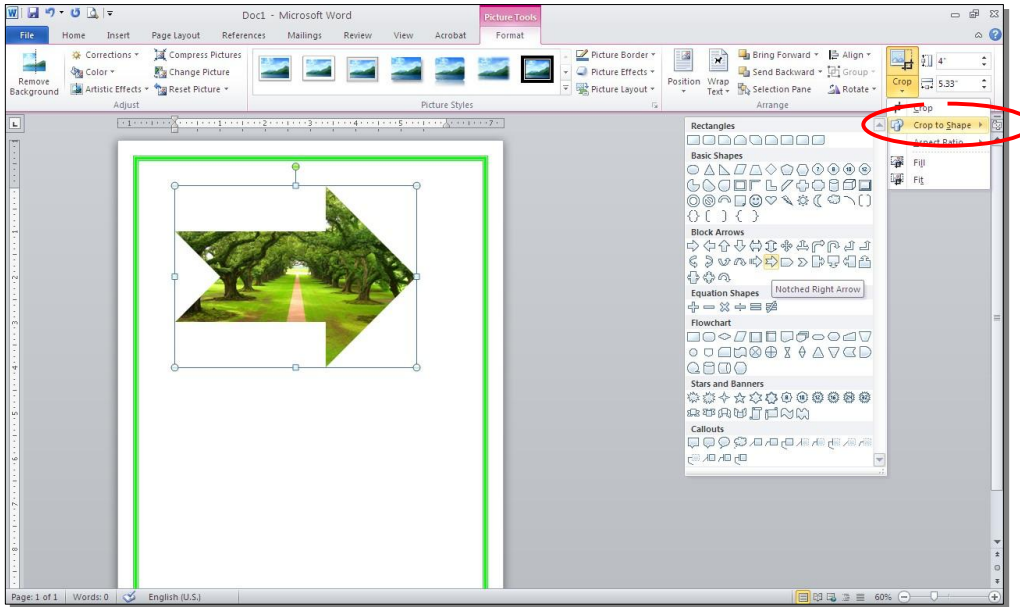 Doc1 - Microsoft Word
Picture Tools
File Home Insert Page Layout References Mailings Review View Acrobat Format
Remove Background
Corrections
Color
Artistic Effects
Compress Pictures
Change Picture
Reset Picture
Adjust
Picture Styles
Picture Border
Picture Effects
Picture Layout
Position
Wrap Text
Bring Forward
Send Backward
Selection Pane
Align
Group
Rotate
Arrange
Crop
4"
5.33"
Crop
Crop to Shape
Aspect Ratio
Fill
Fit
Rectangles
Basic Shapes
Block Arrows
Notched Right Arrow
Equation Shapes
Flowchart
Stars and Banners
Callouts
Page: 1 of 1 Words: 0 English (U.S.) 60%